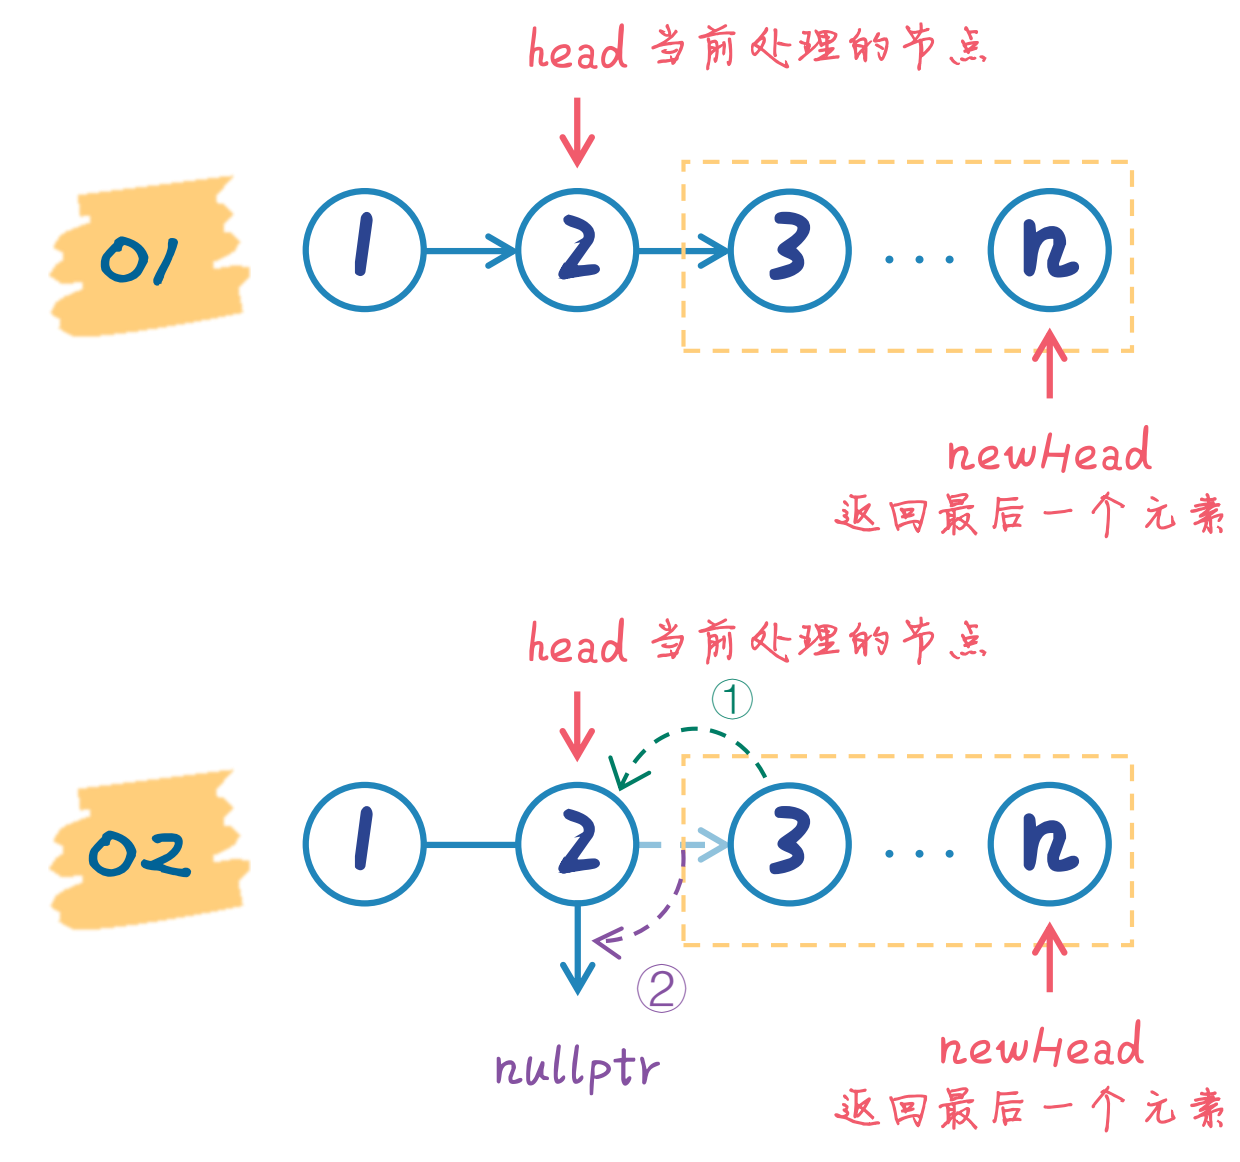 head 当前处理的节点
01
1 2 3 ... n
newHead
返回最后一个元素
head 当前处理的节点
①
02
1 2 3 ... n
②
nullptr
newHead
返回最后一个元素